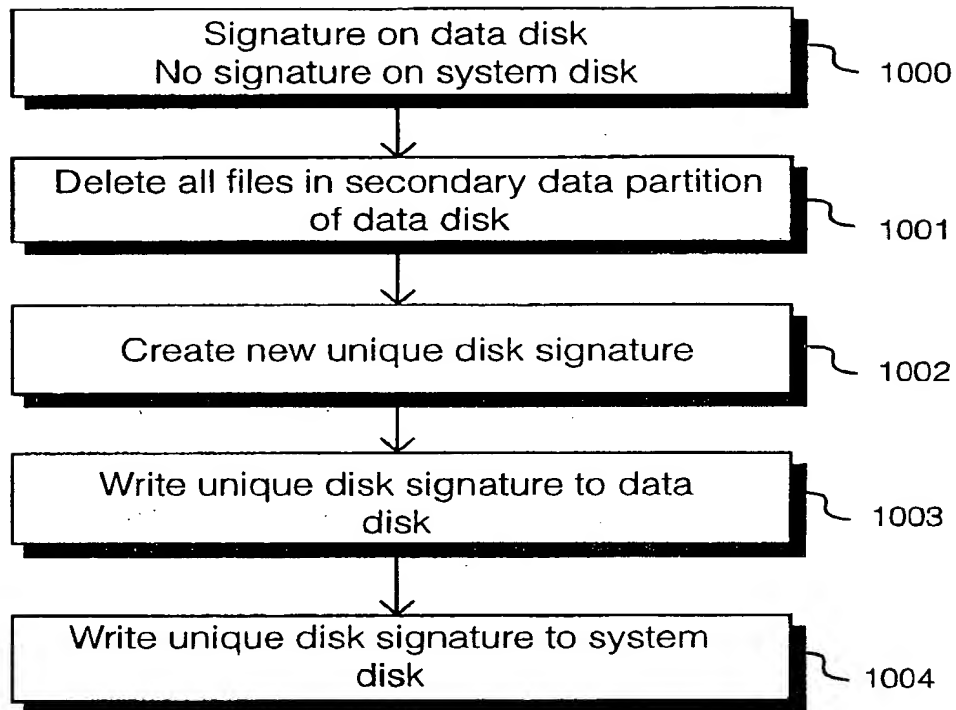 Signature on data disk
No signature on system disk
1000
Delete all files in secondary data partition
of data disk
1001
Create new unique disk signature
1002
Write unique disk signature to data
disk
1003
Write unique disk signature to system
disk
1004